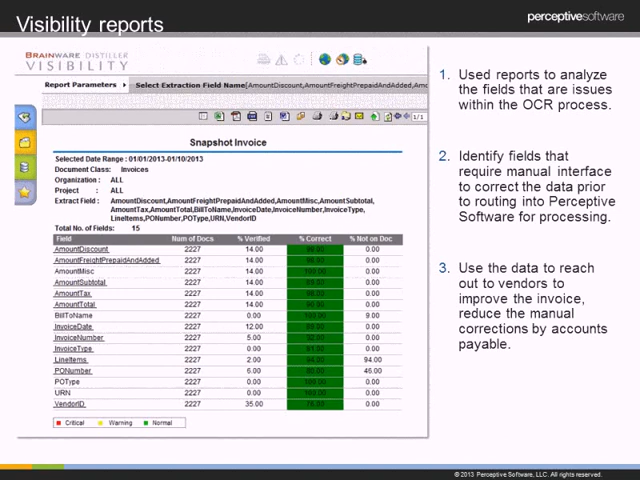 Visibility reports
perceptivesoftware
BRAINWARE DISTILLER
VISIBILITY
Report Parameters
Select Extraction Field Name[AmountDiscount,AmountFreightPrepaidAndAdded,Amo
1/1
Snapshot Invoice
Selected Date Range : 01/01/2013-01/10/2013
Document Class: Invoices
Organization : ALL
Project : ALL
Extract Field : AmountDiscount,AmountFreightPrepaidAndAdded,AmountMisc,AmountSubtotal,
AmountTax,AmountTotal,BillToName,InvoiceDate,InvoiceNumber,InvoiceType,
LineItems,PONumber,POType,URN,VendorID
Total No. of Fields: 15
Field Num of Docs % Verified % Correct % Not on Doc
AmountDiscount 2227 14.00 0.00
AmountFreightPrepaidAndAdded 2227 14.00 0.00
AmountMisc 2227 14.00 0.00
AmountSubtotal 2227 14.00 0.00
AmountTax 2227 14.00 0.00
AmountTotal 2227 14.00 0.00
BillToName 2227 0.00 9.00
InvoiceDate 2227 12.00 0.00
InvoiceNumber 2227 5.00 0.00
InvoiceType 2227 0.00 0.00
LineItems 2227 2.00 94.00
PONumber 2227 6.00 46.00
POType 2227 0.00 0.00
URN 2227 0.00 0.00
VendorID 2227 35.00 0.00
Critical Warning Normal
1. Used reports to analyze
the fields that are issues
within the OCR process.
2. Identify fields that
require manual interface
to correct the data prior
to routing into Perceptive
Software for processing.
3. Use the data to reach
out to vendors to
improve the invoice,
reduce the manual
corrections by accounts
payable.
© 2013 Perceptive Software, LLC. All rights reserved.